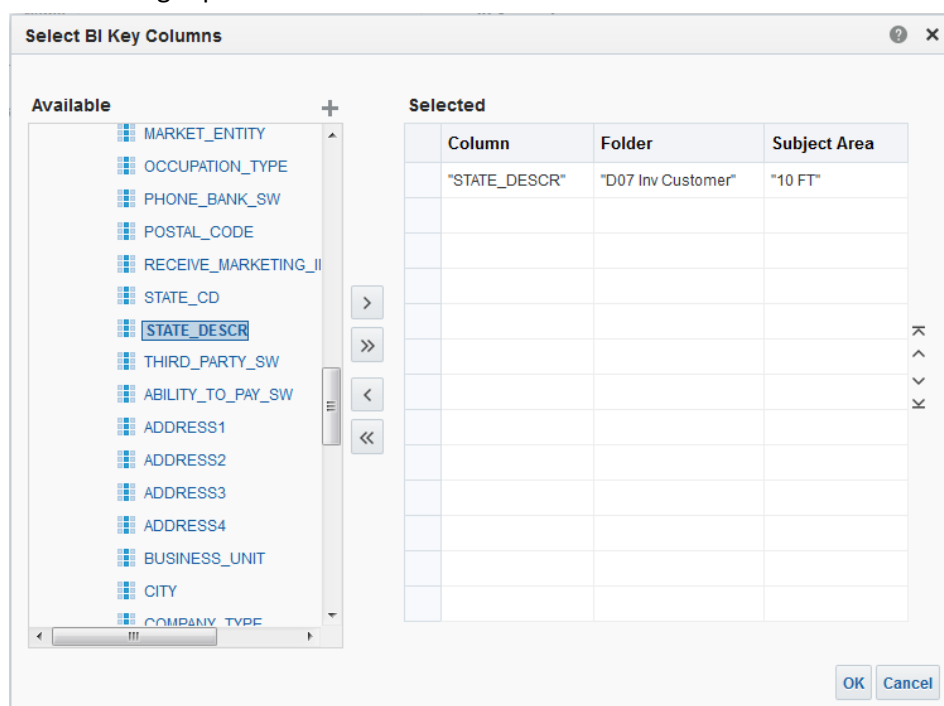 Select BI Key Columns
Available
MARKET_ENTITY
OCCUPATION_TYPE
PHONE_BANK_SW
POSTAL_CODE
RECEIVE_MARKETING_II
STATE_CD
STATE_DESCR
THIRD_PARTY_SW
ABILITY_TO_PAY_SW
ADDRESS1
ADDRESS2
ADDRESS3
ADDRESS4
BUSINESS_UNIT
CITY
COMPANY_TYPE
Selected
Column Folder Subject Area
"STATE_DESCR" "D07 Inv Customer" "10 FT"
OK Cancel